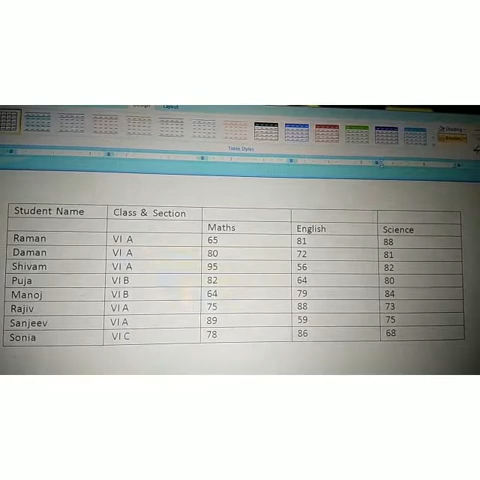 Layout
Shading
Table Styles
Student Name Class & Section
Maths English Science
Raman VI A 65 81 88
Daman VI A 80 72 81
Shivam VI A 95 56 82
Puja VI B 82 64 80
Manoj VI B 64 79 84
Rajiv VI A 75 88 73
Sanjeev VI A 89 59 75
Sonia VI C 78 86 68